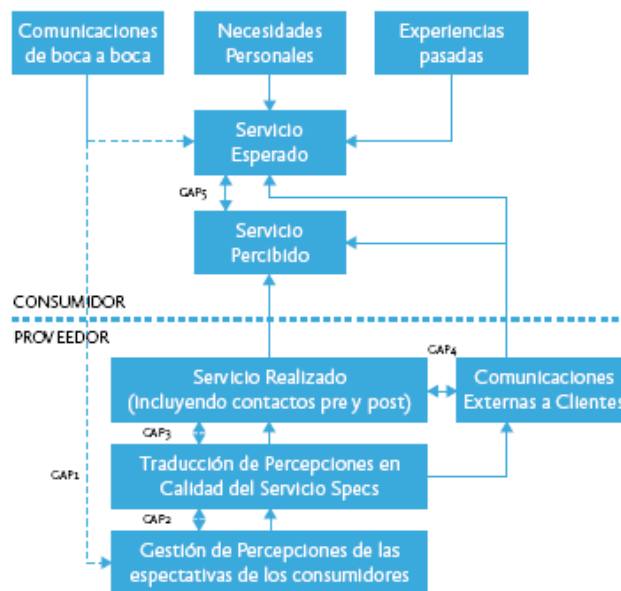 Comunicaciones
de boca a boca
Necesidades
Personales
Experiencias
pasadas
Servicio
Esperado
GAP5
Servicio
Percibido
CONSUMIDOR
PROVEEDOR
GAP4
Servicio Realizado
(incluyendo contactos pre y post)
Comunicaciones
Externas a Clientes
GAP3
Traducción de Percepciones en
Calidad del Servicio Specs
GAP1
GAP2
Gestión de Percepciones de las
espectativas de los consumidores